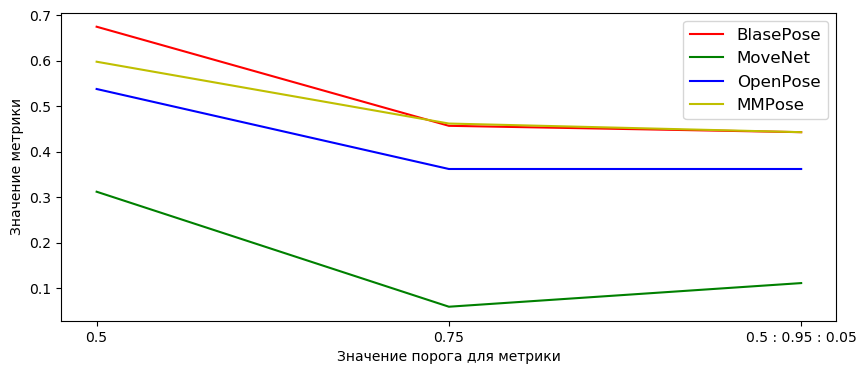 0.7
0.6
0.5
0.4
0.3
0.2
0.1
Значение метрики
BlasePose
MoveNet
OpenPose
MMPose
0.5
0.75
0.5 : 0.95 : 0.05
Значение порога для метрики